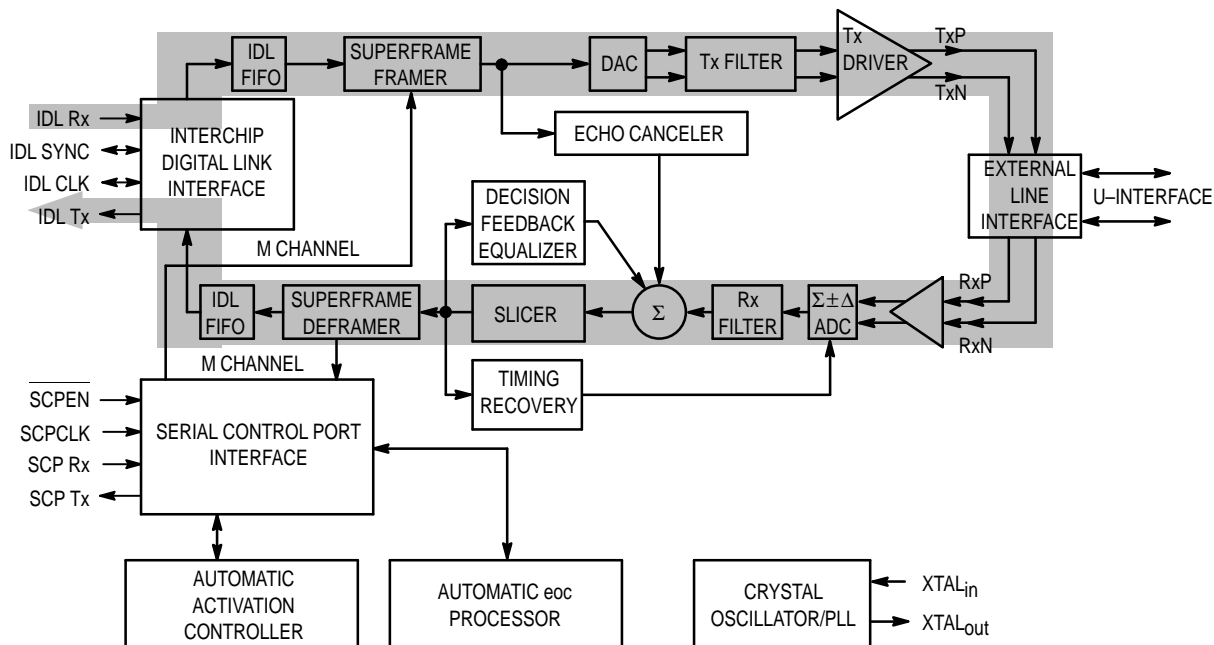 IDL
FIFO
SUPERFRAME
FRAMER
DAC
Tx FILTER
Tx
DRIVER
TxP
TxN
IDL Rx
IDL SYNC
IDL CLK
IDL Tx
INTERCHIP
DIGITAL LINK
INTERFACE
ECHO CANCELER
EXTERNAL
LINE
INTERFACE
U–INTERFACE
DECISION
FEEDBACK
EQUALIZER
M CHANNEL
IDL
FIFO
SUPERFRAME
DEFRAMER
SLICER
Σ
Rx
FILTER
Σ±Δ
ADC
RxP
RxN
M CHANNEL
TIMING
RECOVERY
SCPEN
SCPCLK
SCP Rx
SCP Tx
SERIAL CONTROL PORT
INTERFACE
AUTOMATIC
ACTIVATION
CONTROLLER
AUTOMATIC eoc
PROCESSOR
CRYSTAL
OSCILLATOR/PLL
XTALin
XTALout